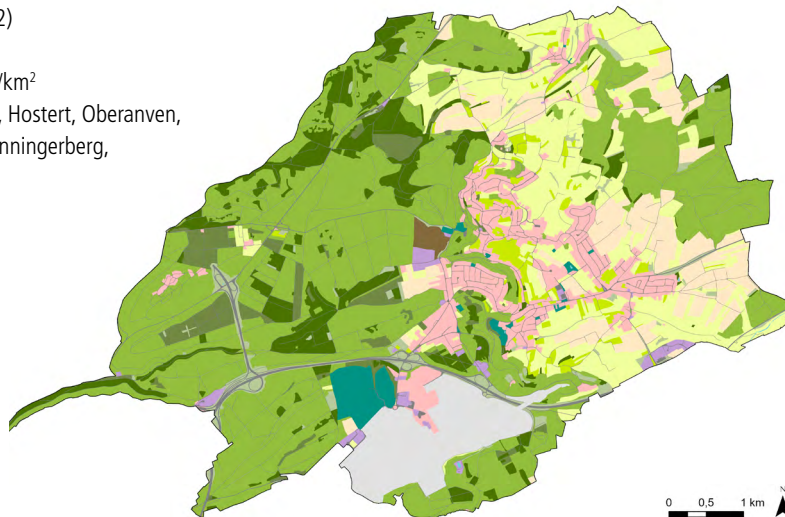 2)
/km²
, Hostert, Oberanven,
nningerberg,
0 0,5 1 km
N